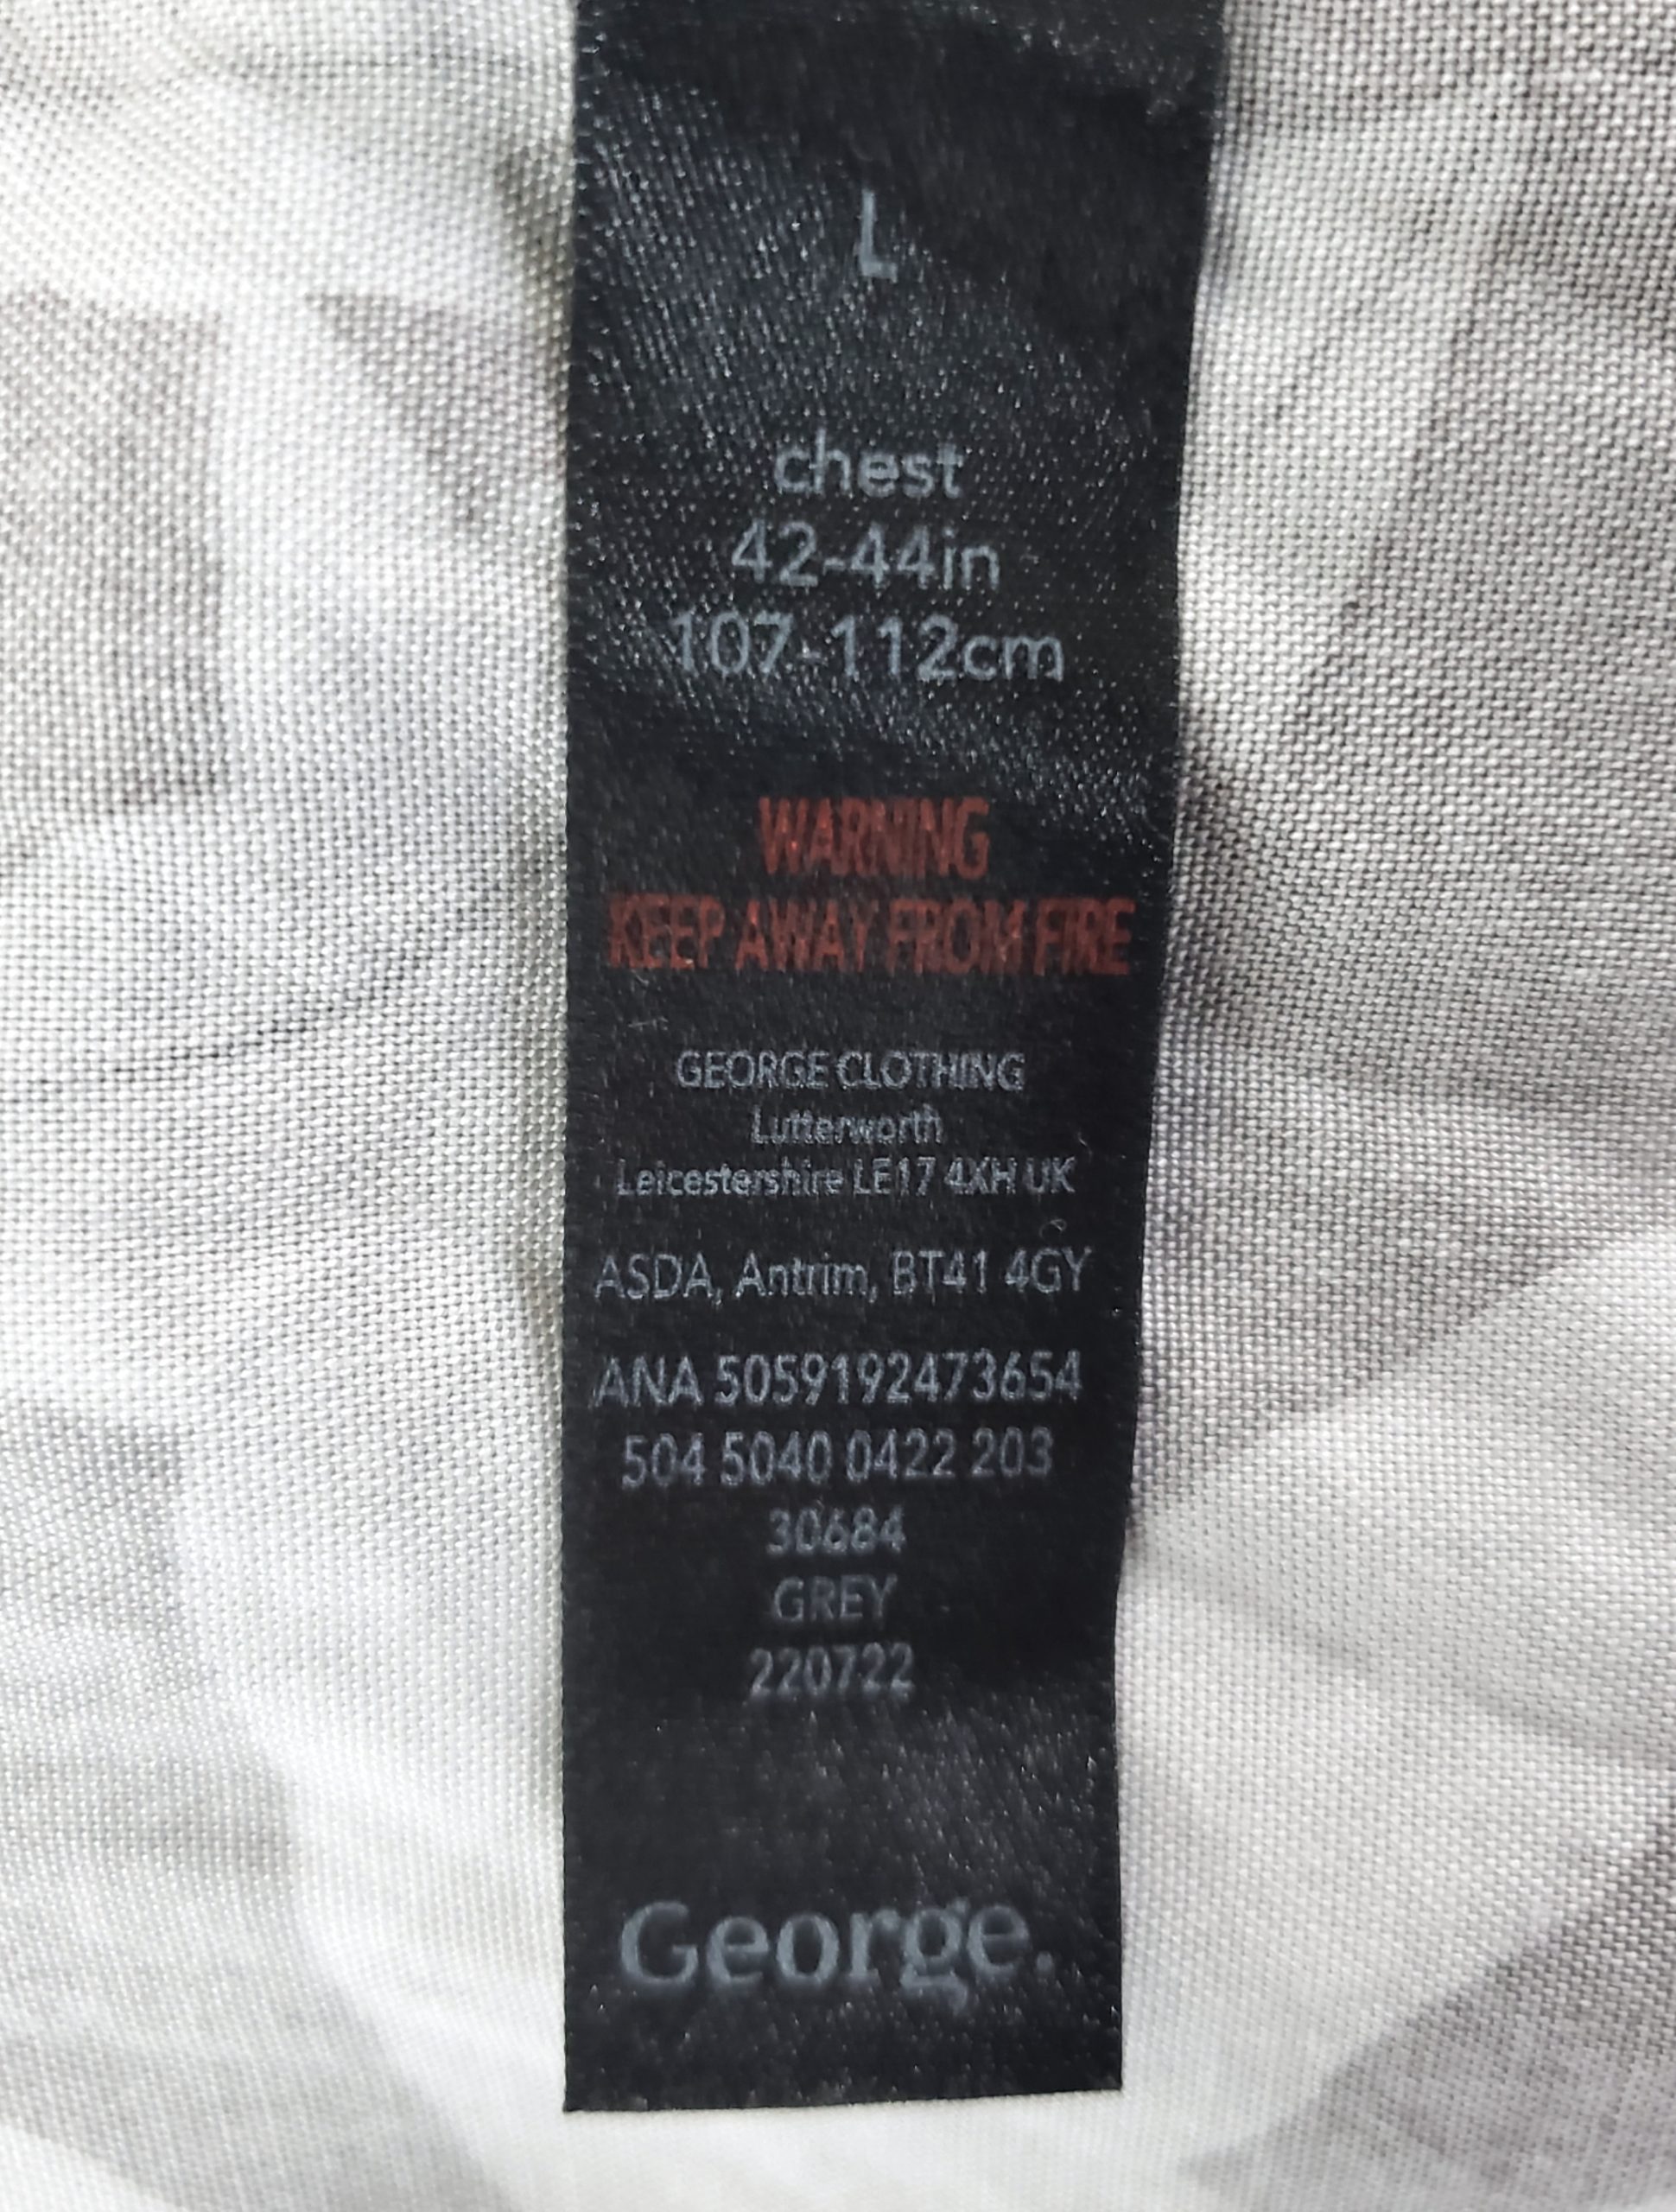 L
chest
42-44in
107-112cm
WARNING
KEEP AWAY FROM FIRE
GEORGE CLOTHING
Lutterworth
Leicestershire LE17 4XH UK
ASDA, Antrim, BT41 4GY
ANA 5059192473654
504 5040 0422 203
30684
GREY
220722
George.